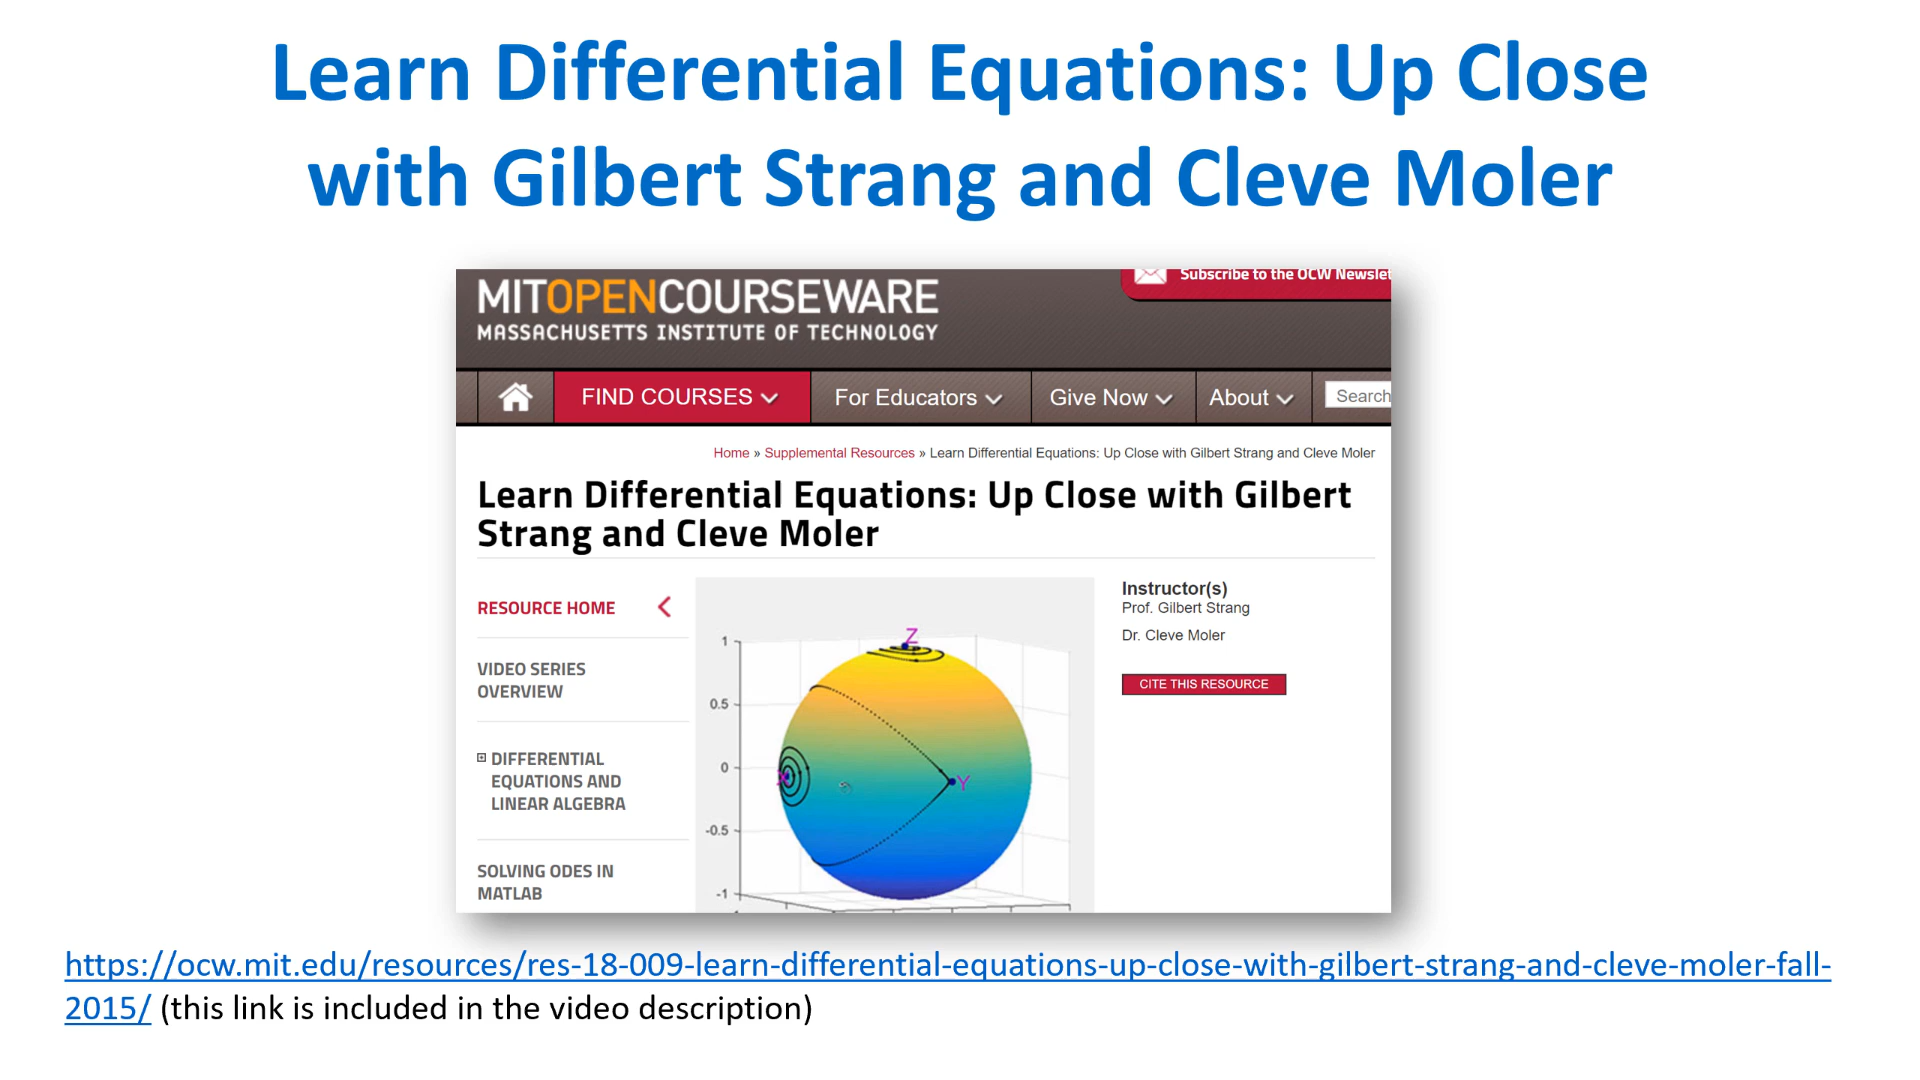 Learn Differential Equations: Up Close
with Gilbert Strang and Cleve Moler
Subscribe to the OCW Newslet
MITOPENCOURSEWARE
MASSACHUSETTS INSTITUTE OF TECHNOLOGY
FIND COURSES
For Educators
Give Now
About
Search
Home » Supplemental Resources » Learn Differential Equations: Up Close with Gilbert Strang and Cleve Moler
Learn Differential Equations: Up Close with Gilbert
Strang and Cleve Moler
RESOURCE HOME
VIDEO SERIES
OVERVIEW
DIFFERENTIAL
EQUATIONS AND
LINEAR ALGEBRA
SOLVING ODES IN
MATLAB
1
0.5
0
-0.5
-1
Z
X
Y
Instructor(s)
Prof. Gilbert Strang
Dr. Cleve Moler
CITE THIS RESOURCE
https://ocw.mit.edu/resources/res-18-009-learn-differential-equations-up-close-with-gilbert-strang-and-cleve-moler-fall-
2015/ (this link is included in the video description)